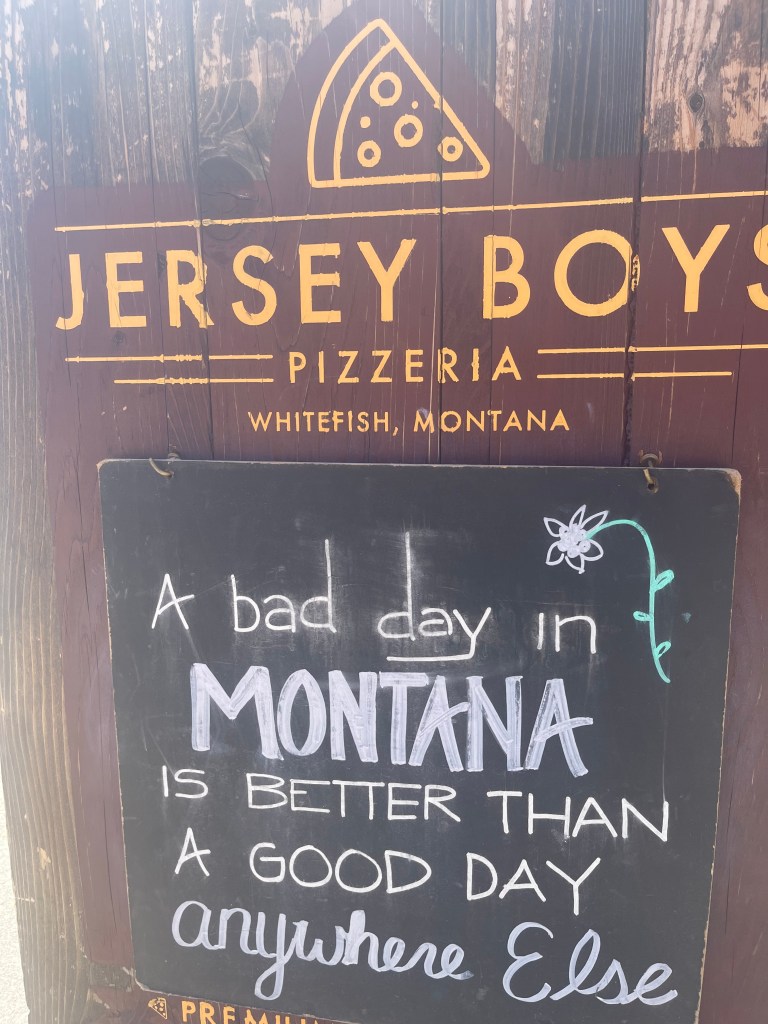 JERSEY BOYS
PIZZERIA
WHITEFISH, MONTANA
A bad day in
MONTANA
IS BETTER THAN
A GOOD DAY
anywhere Else